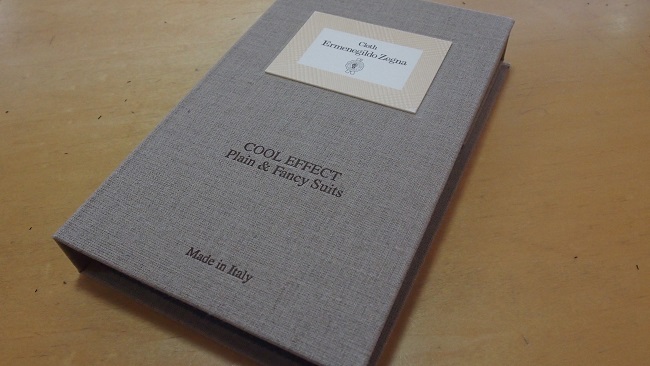 Cloth
Ermenegildo Zegna
COOL EFFECT
Plain & Fancy Suits
Made in Italy